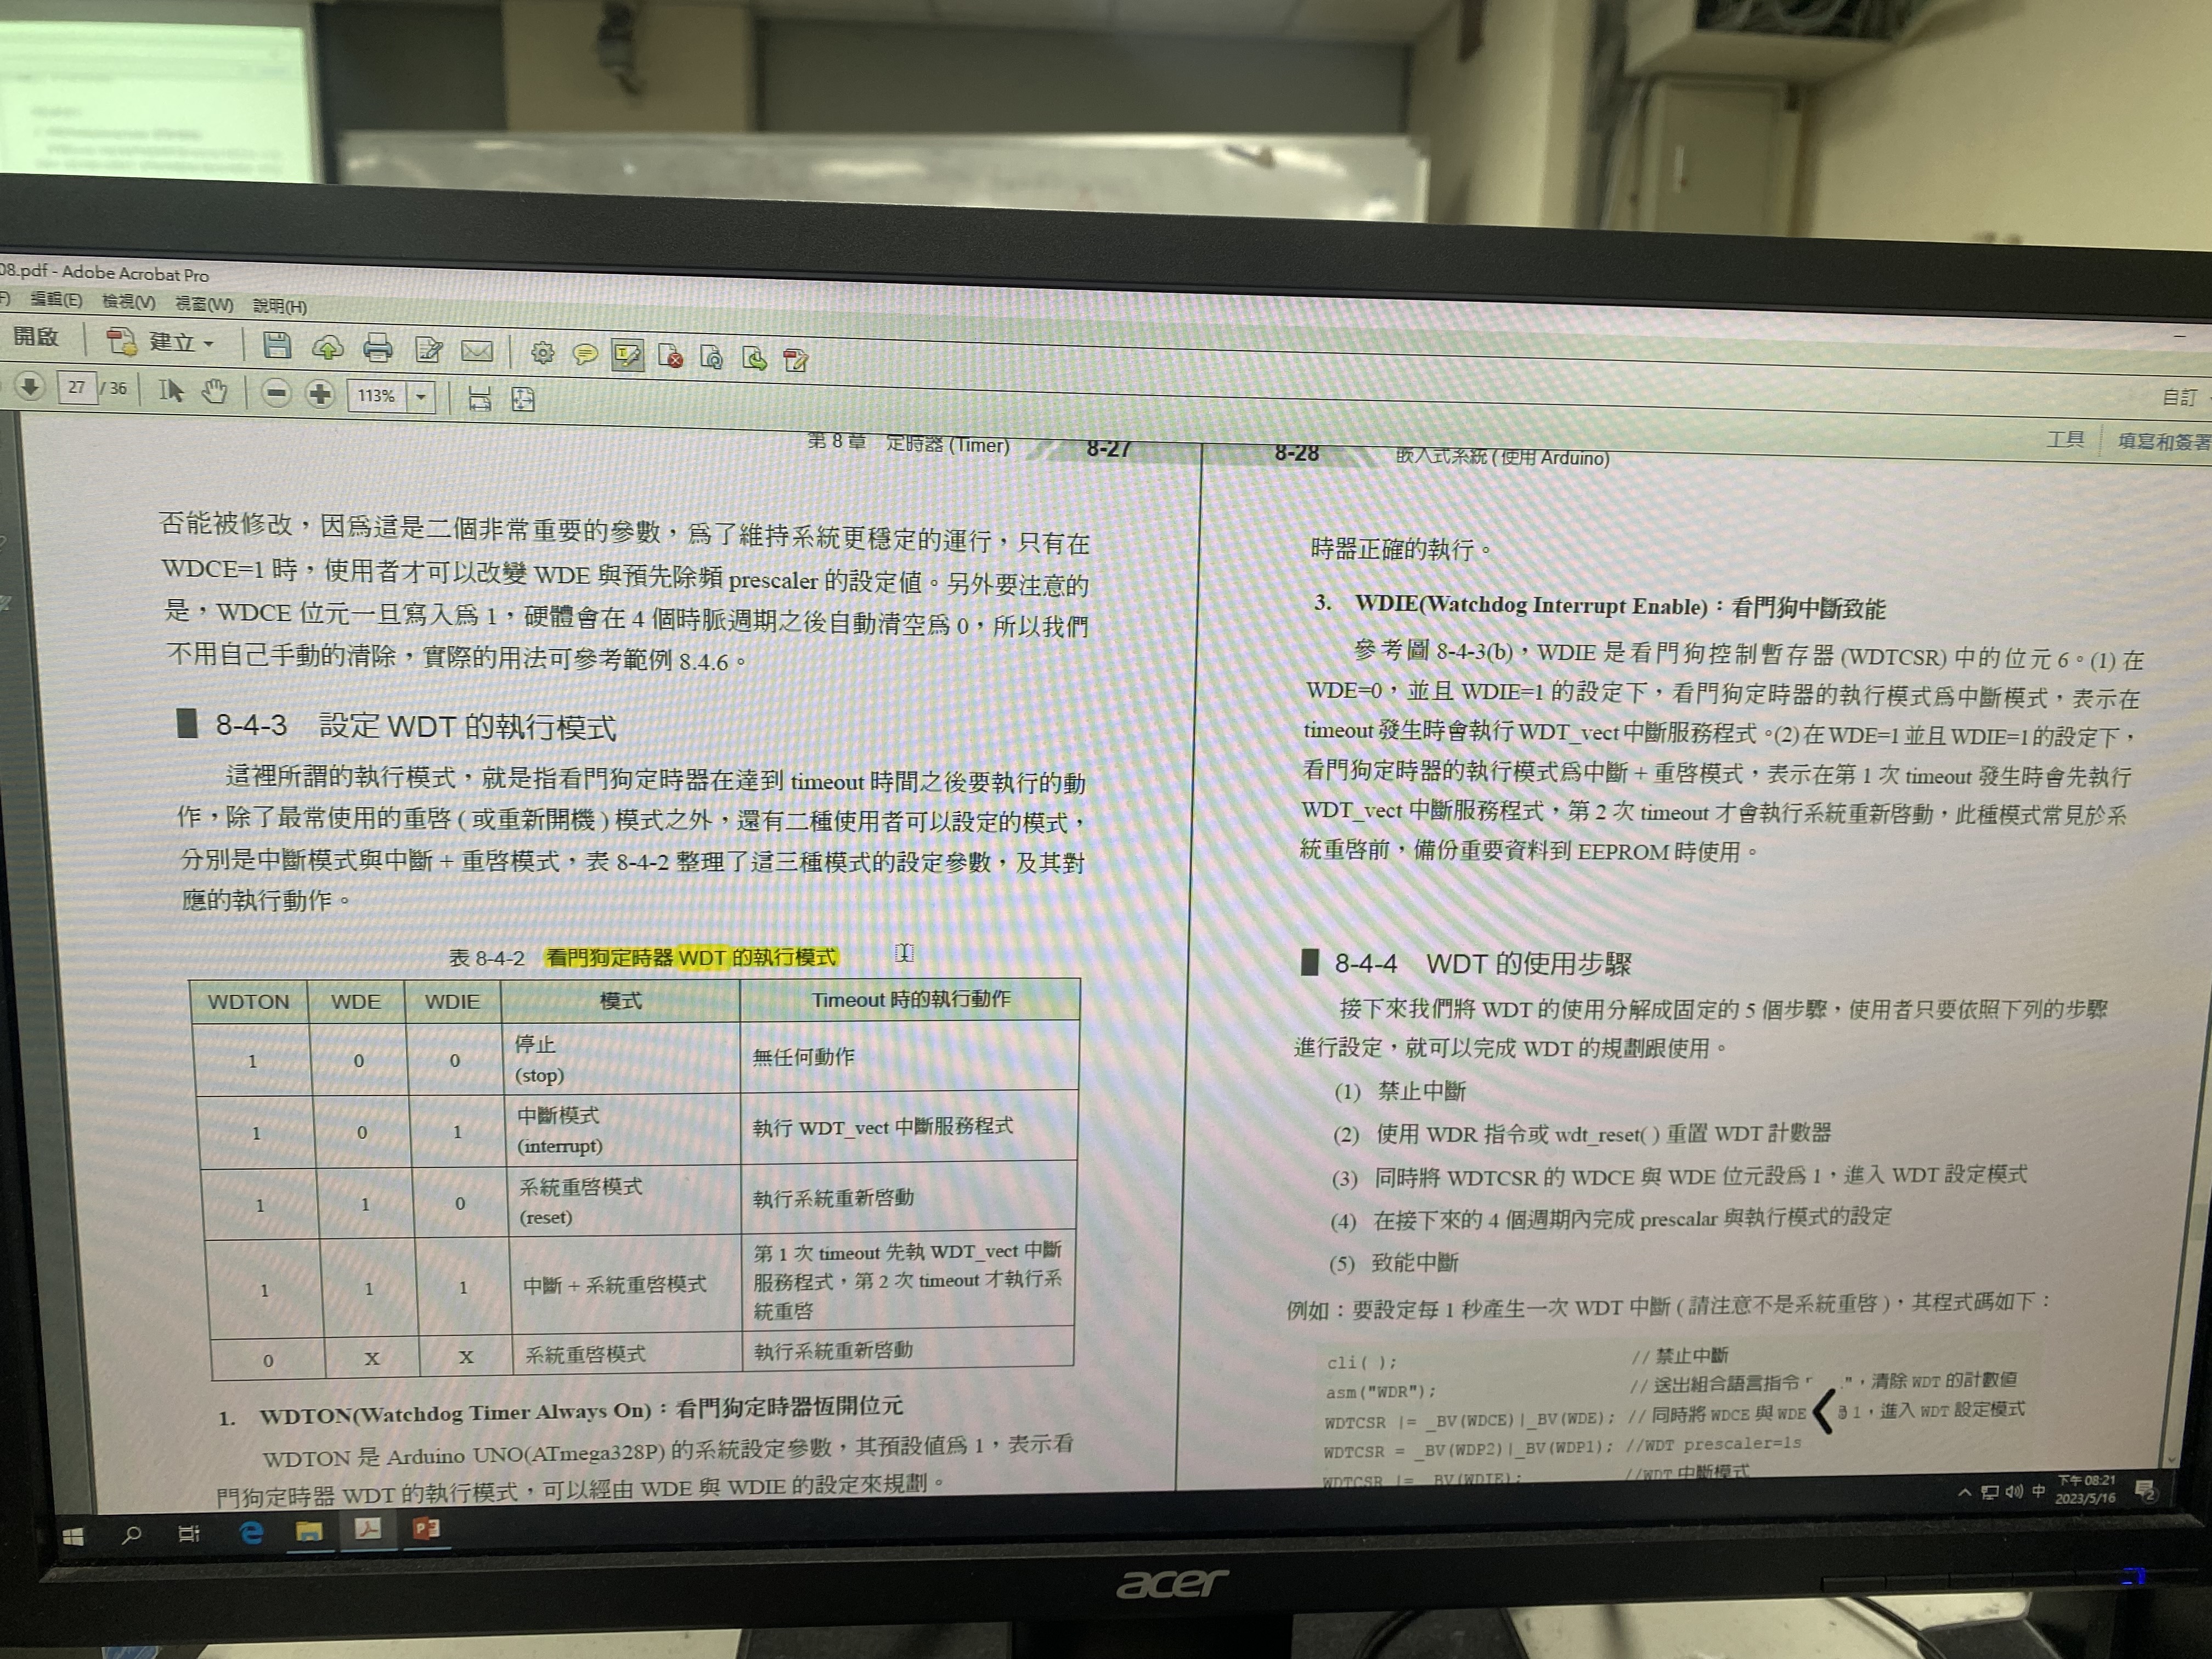 08.pdf - Adobe Acrobat Pro
F) 編輯(E) 檢視(V) 視窗(W) 說明(H)
開啟 建立
27 / 36 113%
自訂
工具 填寫和簽署
第 8 章 定時器 (Timer) 8-27
否能被修改，因為這是二個非常重要的參數，為了維持系統更穩定的運行，只有在
WDCE=1 時，使用者才可以改變 WDE 與預先除頻 prescaler 的設定值。另外要注意的
是，WDCE 位元一旦寫入為 1，硬體會在 4 個時脈週期之後自動清空為 0，所以我們
不用自己手動的清除，實際的用法可參考範例 8.4.6。
8-4-3 設定 WDT 的執行模式
這裡所謂的執行模式，就是指看門狗定時器在達到 timeout 時間之後要執行的動
作，除了最常使用的重啓 ( 或重新開機 ) 模式之外，還有二種使用者可以設定的模式，
分別是中斷模式與中斷 + 重啓模式，表 8-4-2 整理了這三種模式的設定參數，及其對
應的執行動作。
表 8-4-2 看門狗定時器 WDT 的執行模式
WDTON WDE WDIE 模式 Timeout 時的執行動作
1 0 0 停止 (stop) 無任何動作
1 0 1 中斷模式 (interrupt) 執行 WDT_vect 中斷服務程式
1 1 0 系統重啓模式 (reset) 執行系統重新啓動
1 1 1 中斷 + 系統重啓模式 第 1 次 timeout 先執 WDT_vect 中斷
服務程式，第 2 次 timeout 才執行系
統重啓
0 X X 系統重啓模式 執行系統重新啓動
1. WDTON(Watchdog Timer Always On)：看門狗定時器恆開位元
WDTON 是 Arduino UNO(ATmega328P) 的系統設定參數，其預設值為 1，表示看
門狗定時器 WDT 的執行模式，可以經由 WDE 與 WDIE 的設定來規劃。
8-28 嵌入式系統 ( 使用 Arduino)
時器正確的執行。
3. WDIE(Watchdog Interrupt Enable)：看門狗中斷致能
參考圖 8-4-3(b)，WDIE 是看門狗控制暫存器 (WDTCSR) 中的位元 6。(1) 在
WDE=0，並且 WDIE=1 的設定下，看門狗定時器的執行模式為中斷模式，表示在
timeout 發生時會執行 WDT_vect 中斷服務程式。(2) 在 WDE=1 並且 WDIE=1 的設定下，
看門狗定時器的執行模式為中斷 + 重啓模式，表示在第 1 次 timeout 發生時會先執行
WDT_vect 中斷服務程式，第 2 次 timeout 才會執行系統重新啓動，此種模式常見於系
統重啓前，備份重要資料到 EEPROM 時使用。
8-4-4 WDT 的使用步驟
接下來我們將 WDT 的使用分解成固定的 5 個步驟，使用者只要依照下列的步驟
進行設定，就可以完成 WDT 的規劃跟使用。
(1) 禁止中斷
(2) 使用 WDR 指令或 wdt_reset( ) 重置 WDT 計數器
(3) 同時將 WDTCSR 的 WDCE 與 WDE 位元設為 1，進入 WDT 設定模式
(4) 在接下來的 4 個週期內完成 prescalar 與執行模式的設定
(5) 致能中斷
例如：要設定每 1 秒產生一次 WDT 中斷 ( 請注意不是系統重啓 )，其程式碼如下：
cli( ); // 禁止中斷
asm("WDR"); // 送出組合語言指令 "，清除 WDT 的計數值
WDTCSR |= _BV(WDCE)|_BV(WDE); // 同時將 WDCE 與 WDE 1，進入 WDT 設定模式
WDTCSR = _BV(WDP2)|_BV(WDP1); //WDT prescaler=1s
WDTCSR |= _BV(WDIE); //WDT 中斷模式
中 下午 08:21
2023/5/16
2
acer